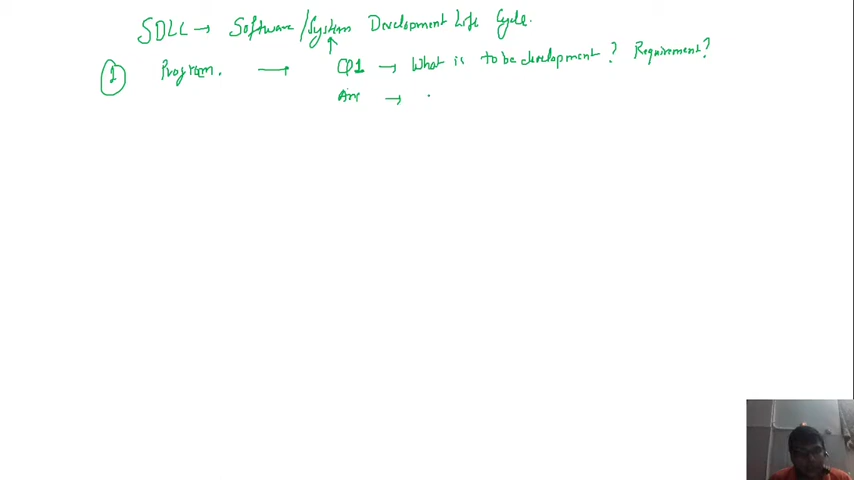 SDLC → Software/System Development Life Cycle.
1 Program. → Q1 → What is to be development? Requirement?
Ans →